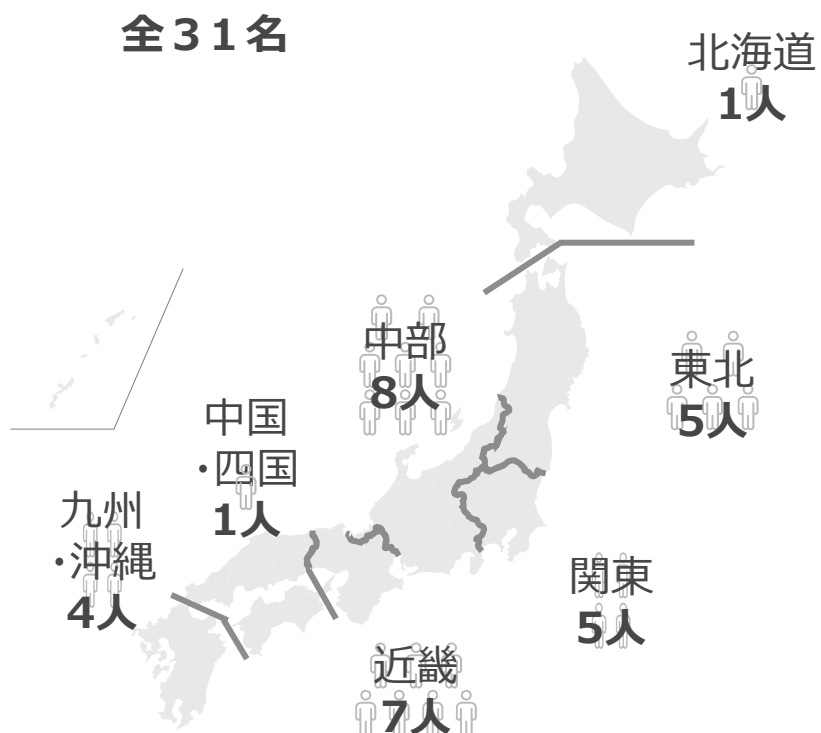 全３１名
北海道
1人
中部
8人
東北
5人
中国
・四国
1人
九州
・沖縄
4人
関東
5人
近畿
7人